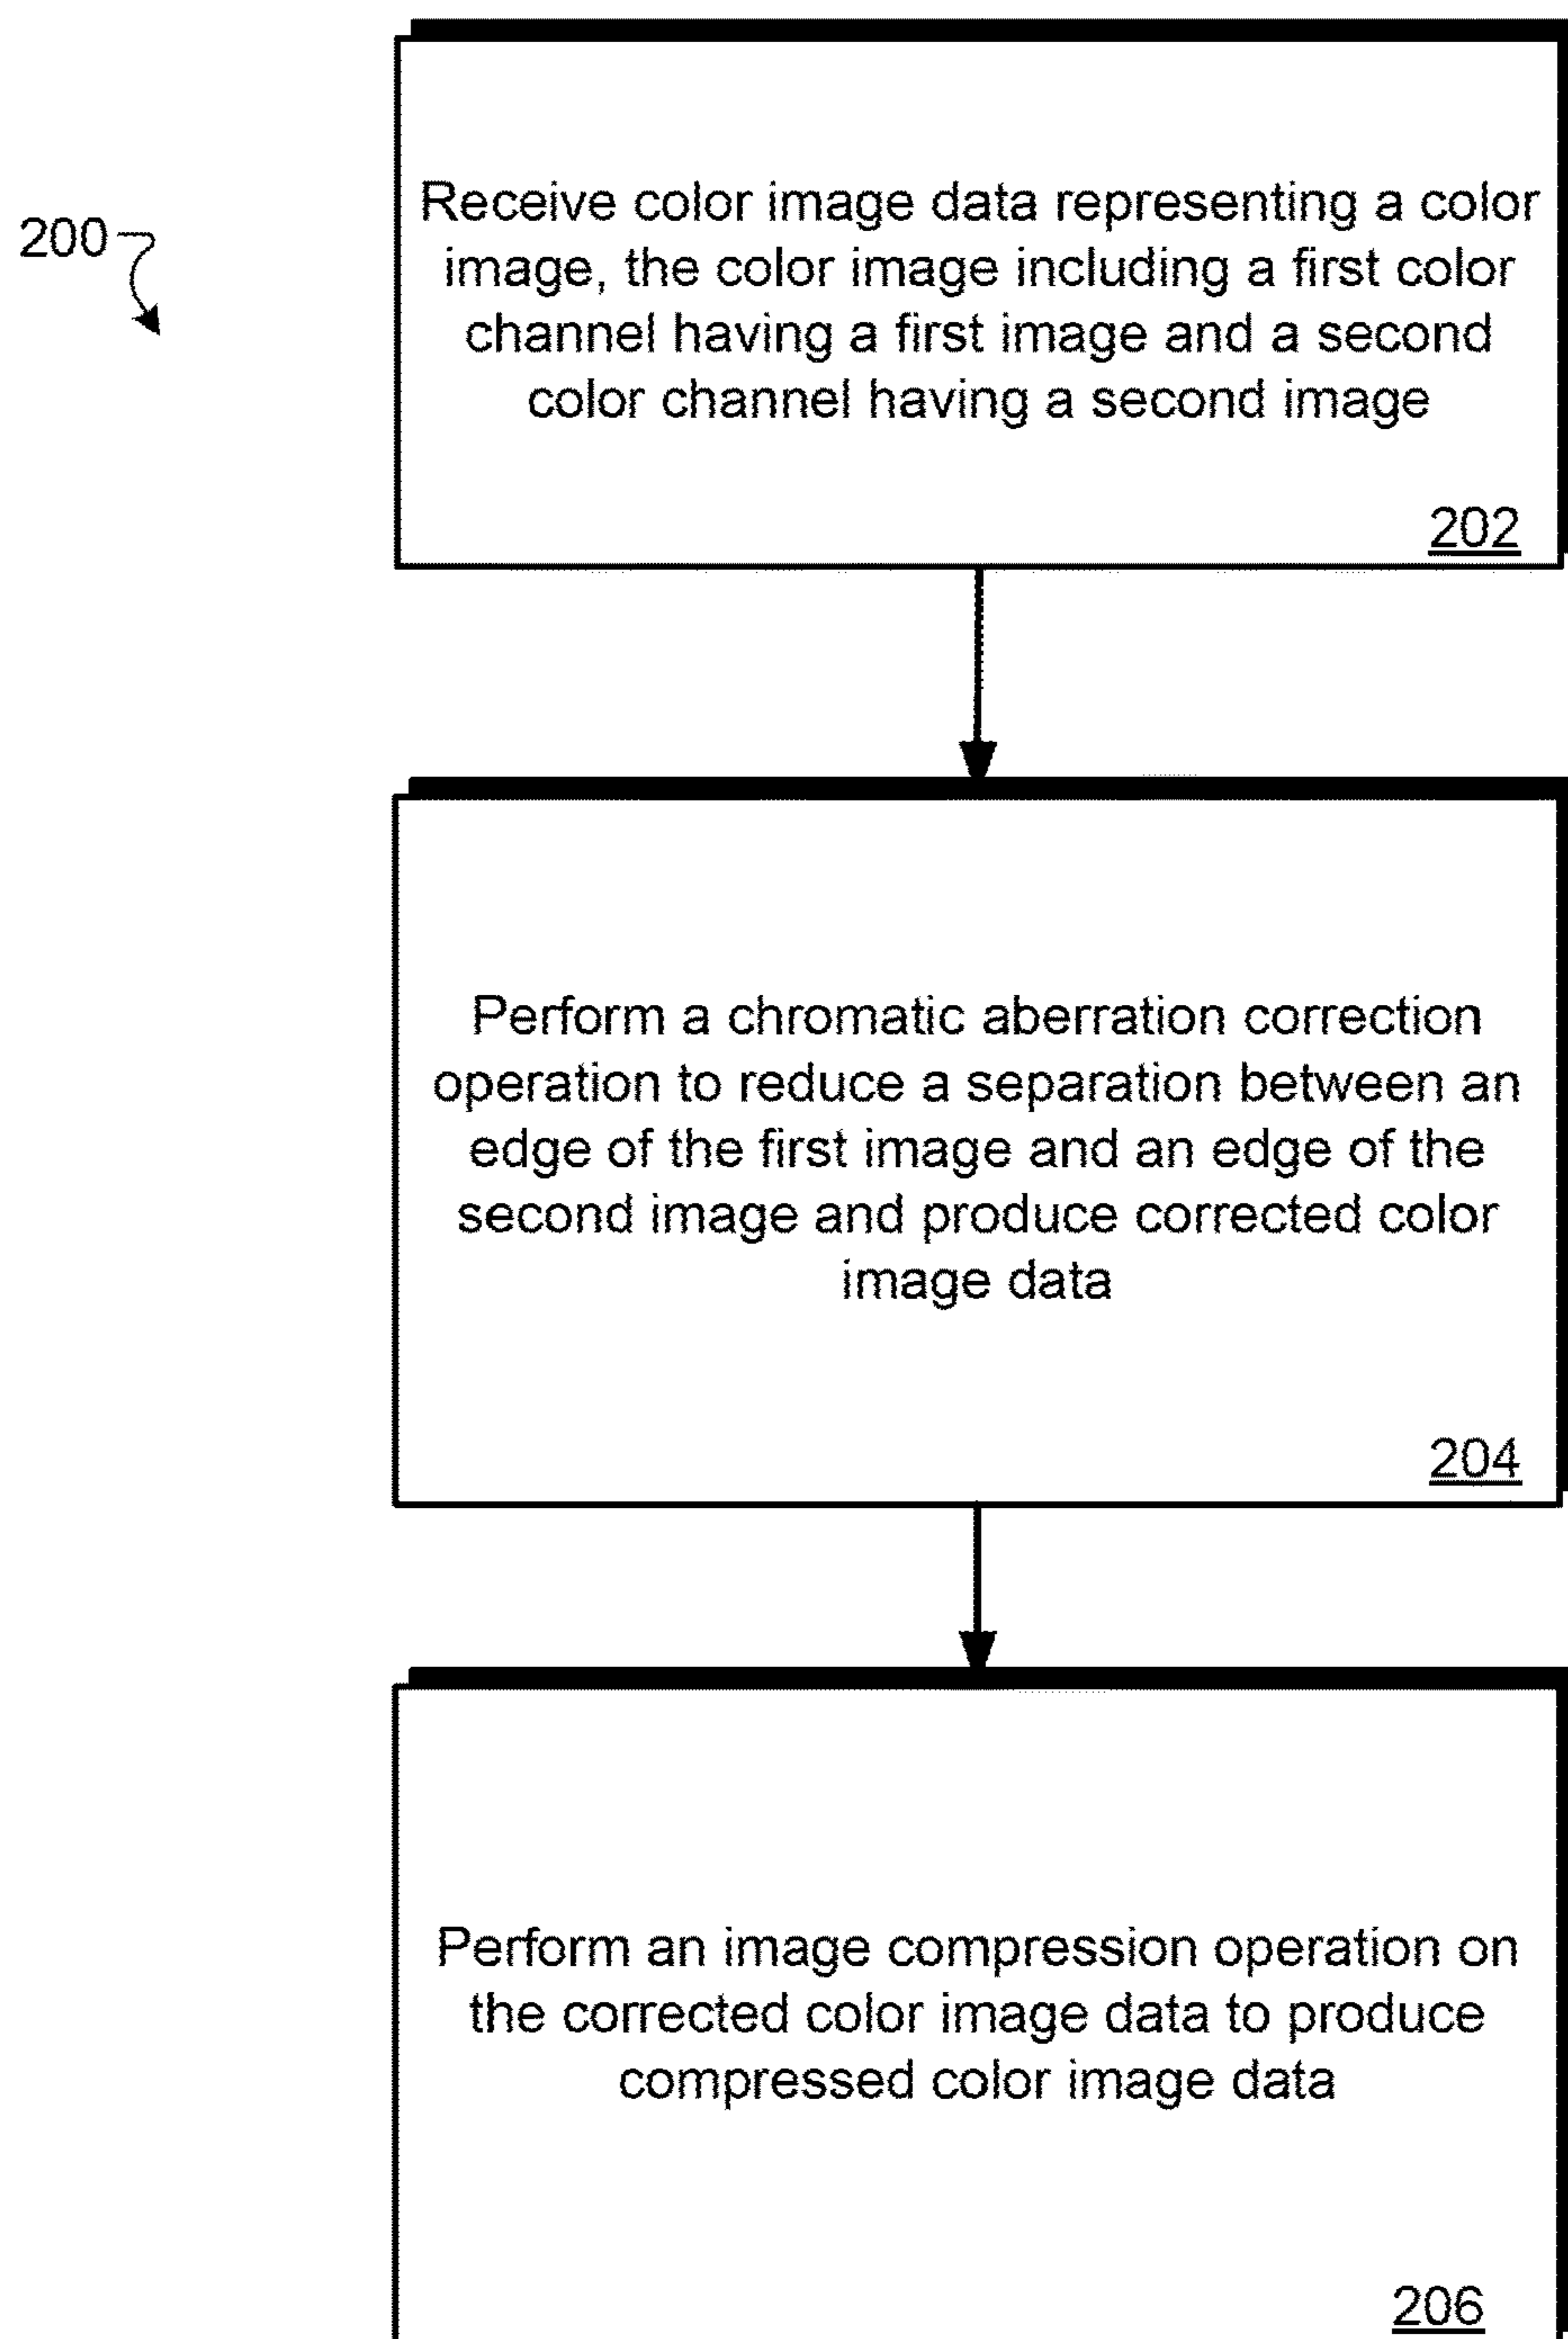 200
Receive color image data representing a color
image, the color image including a first color
channel having a first image and a second
color channel having a second image
202
Perform a chromatic aberration correction
operation to reduce a separation between an
edge of the first image and an edge of the
second image and produce corrected color
image data
204
Perform an image compression operation on
the corrected color image data to produce
compressed color image data
206